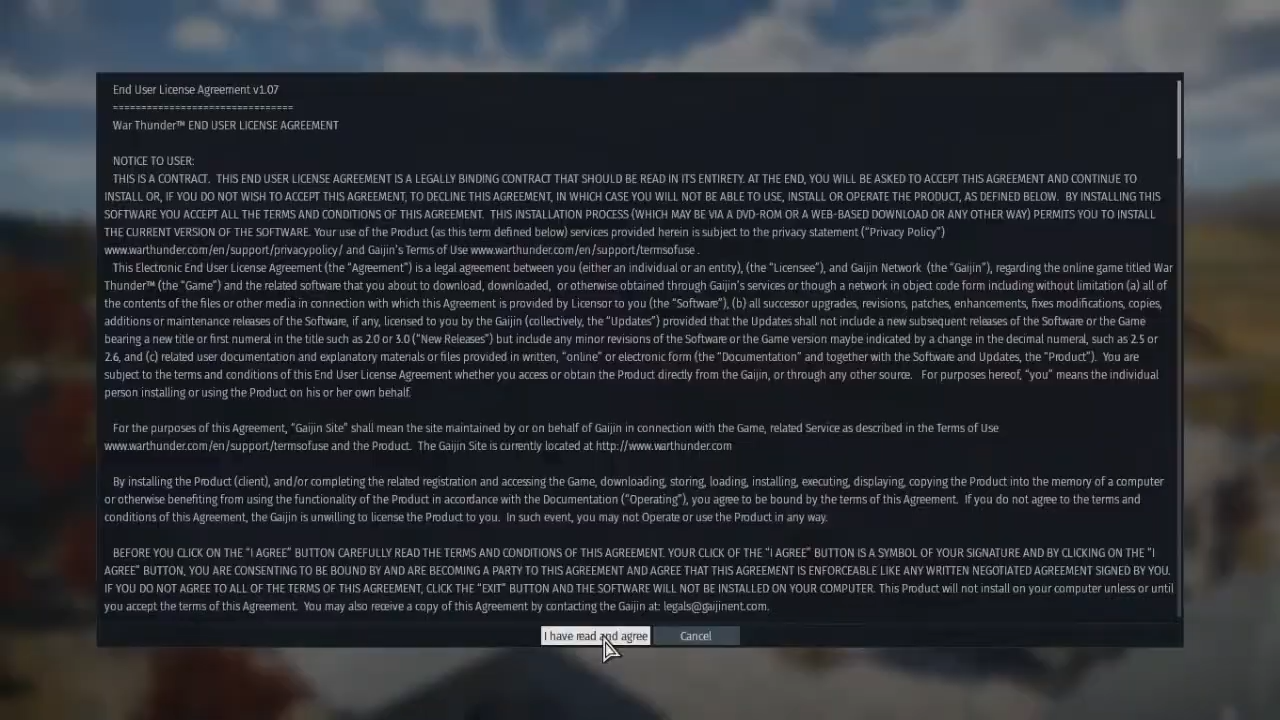 End User License Agreement v1.07
================================
War Thunder™ END USER LICENSE AGREEMENT
NOTICE TO USER:
THIS IS A CONTRACT. THIS END USER LICENSE AGREEMENT IS A LEGALLY BINDING CONTRACT THAT SHOULD BE READ IN ITS ENTIRETY. AT THE END, YOU WILL BE ASKED TO ACCEPT THIS AGREEMENT AND CONTINUE TO
INSTALL OR, IF YOU DO NOT WISH TO ACCEPT THIS AGREEMENT, TO DECLINE THIS AGREEMENT, IN WHICH CASE YOU WILL NOT BE ABLE TO USE, INSTALL OR OPERATE THE PRODUCT, AS DEFINED BELOW. BY INSTALLING THIS
SOFTWARE YOU ACCEPT ALL THE TERMS AND CONDITIONS OF THIS AGREEMENT. THIS INSTALLATION PROCESS (WHICH MAY BE VIA A DVD-ROM OR A WEB-BASED DOWNLOAD OR ANY OTHER WAY) PERMITS YOU TO INSTALL
THE CURRENT VERSION OF THE SOFTWARE. Your use of the Product (as this term defined below) services provided herein is subject to the privacy statement (“Privacy Policy”)
www.warthunder.com/en/support/privacypolicy/ and Gaijin’s Terms of Use www.warthunder.com/en/support/termsofuse .
This Electronic End User License Agreement (the “Agreement”) is a legal agreement between you (either an individual or an entity), (the “Licensee”), and Gaijin Network (the “Gaijin”), regarding the online game titled War
Thunder™ (the “Game”) and the related software that you about to download, downloaded, or otherwise obtained through Gaijin’s services or though a network in object code form including without limitation (a) all of
the contents of the files or other media in connection with which this Agreement is provided by Licensor to you (the “Software”), (b) all successor upgrades, revisions, patches, enhancements, fixes modifications, copies,
additions or maintenance releases of the Software, if any, licensed to you by the Gaijin (collectively, the “Updates”) provided that the Updates shall not include a new subsequent releases of the Software or the Game
bearing a new title or first numeral in the title such as 2.0 or 3.0 (“New Releases”) but include any minor revisions of the Software or the Game version maybe indicated by a change in the decimal numeral, such as 2.5 or
2.6, and (c) related user documentation and explanatory materials or files provided in written, “online” or electronic form (the “Documentation” and together with the Software and Updates, the “Product”). You are
subject to the terms and conditions of this End User License Agreement whether you access or obtain the Product directly from the Gaijin, or through any other source. For purposes hereof, “you” means the individual
person installing or using the Product on his or her own behalf.
For the purposes of this Agreement, “Gaijin Site” shall mean the site maintained by or on behalf of Gaijin in connection with the Game, related Service as described in the Terms of Use
www.warthunder.com/en/support/termsofuse and the Product. The Gaijin Site is currently located at http://www.warthunder.com
By installing the Product (client), and/or completing the related registration and accessing the Game, downloading, storing, loading, installing, executing, displaying, copying the Product into the memory of a computer
or otherwise benefiting from using the functionality of the Product in accordance with the Documentation (“Operating”), you agree to be bound by the terms of this Agreement. If you do not agree to the terms and
conditions of this Agreement, the Gaijin is unwilling to license the Product to you. In such event, you may not Operate or use the Product in any way.
BEFORE YOU CLICK ON THE “I AGREE” BUTTON CAREFULLY READ THE TERMS AND CONDITIONS OF THIS AGREEMENT. YOUR CLICK OF THE “I AGREE” BUTTON IS A SYMBOL OF YOUR SIGNATURE AND BY CLICKING ON THE “I
AGREE” BUTTON, YOU ARE CONSENTING TO BE BOUND BY AND ARE BECOMING A PARTY TO THIS AGREEMENT AND AGREE THAT THIS AGREEMENT IS ENFORCEABLE LIKE ANY WRITTEN NEGOTIATED AGREEMENT SIGNED BY YOU.
IF YOU DO NOT AGREE TO ALL OF THE TERMS OF THIS AGREEMENT, CLICK THE “EXIT” BUTTON AND THE SOFTWARE WILL NOT BE INSTALLED ON YOUR COMPUTER. This Product will not install on your computer unless or until
you accept the terms of this Agreement. You may also receive a copy of this Agreement by contacting the Gaijin at: legals@gaijinent.com.
I have read and agree
Cancel